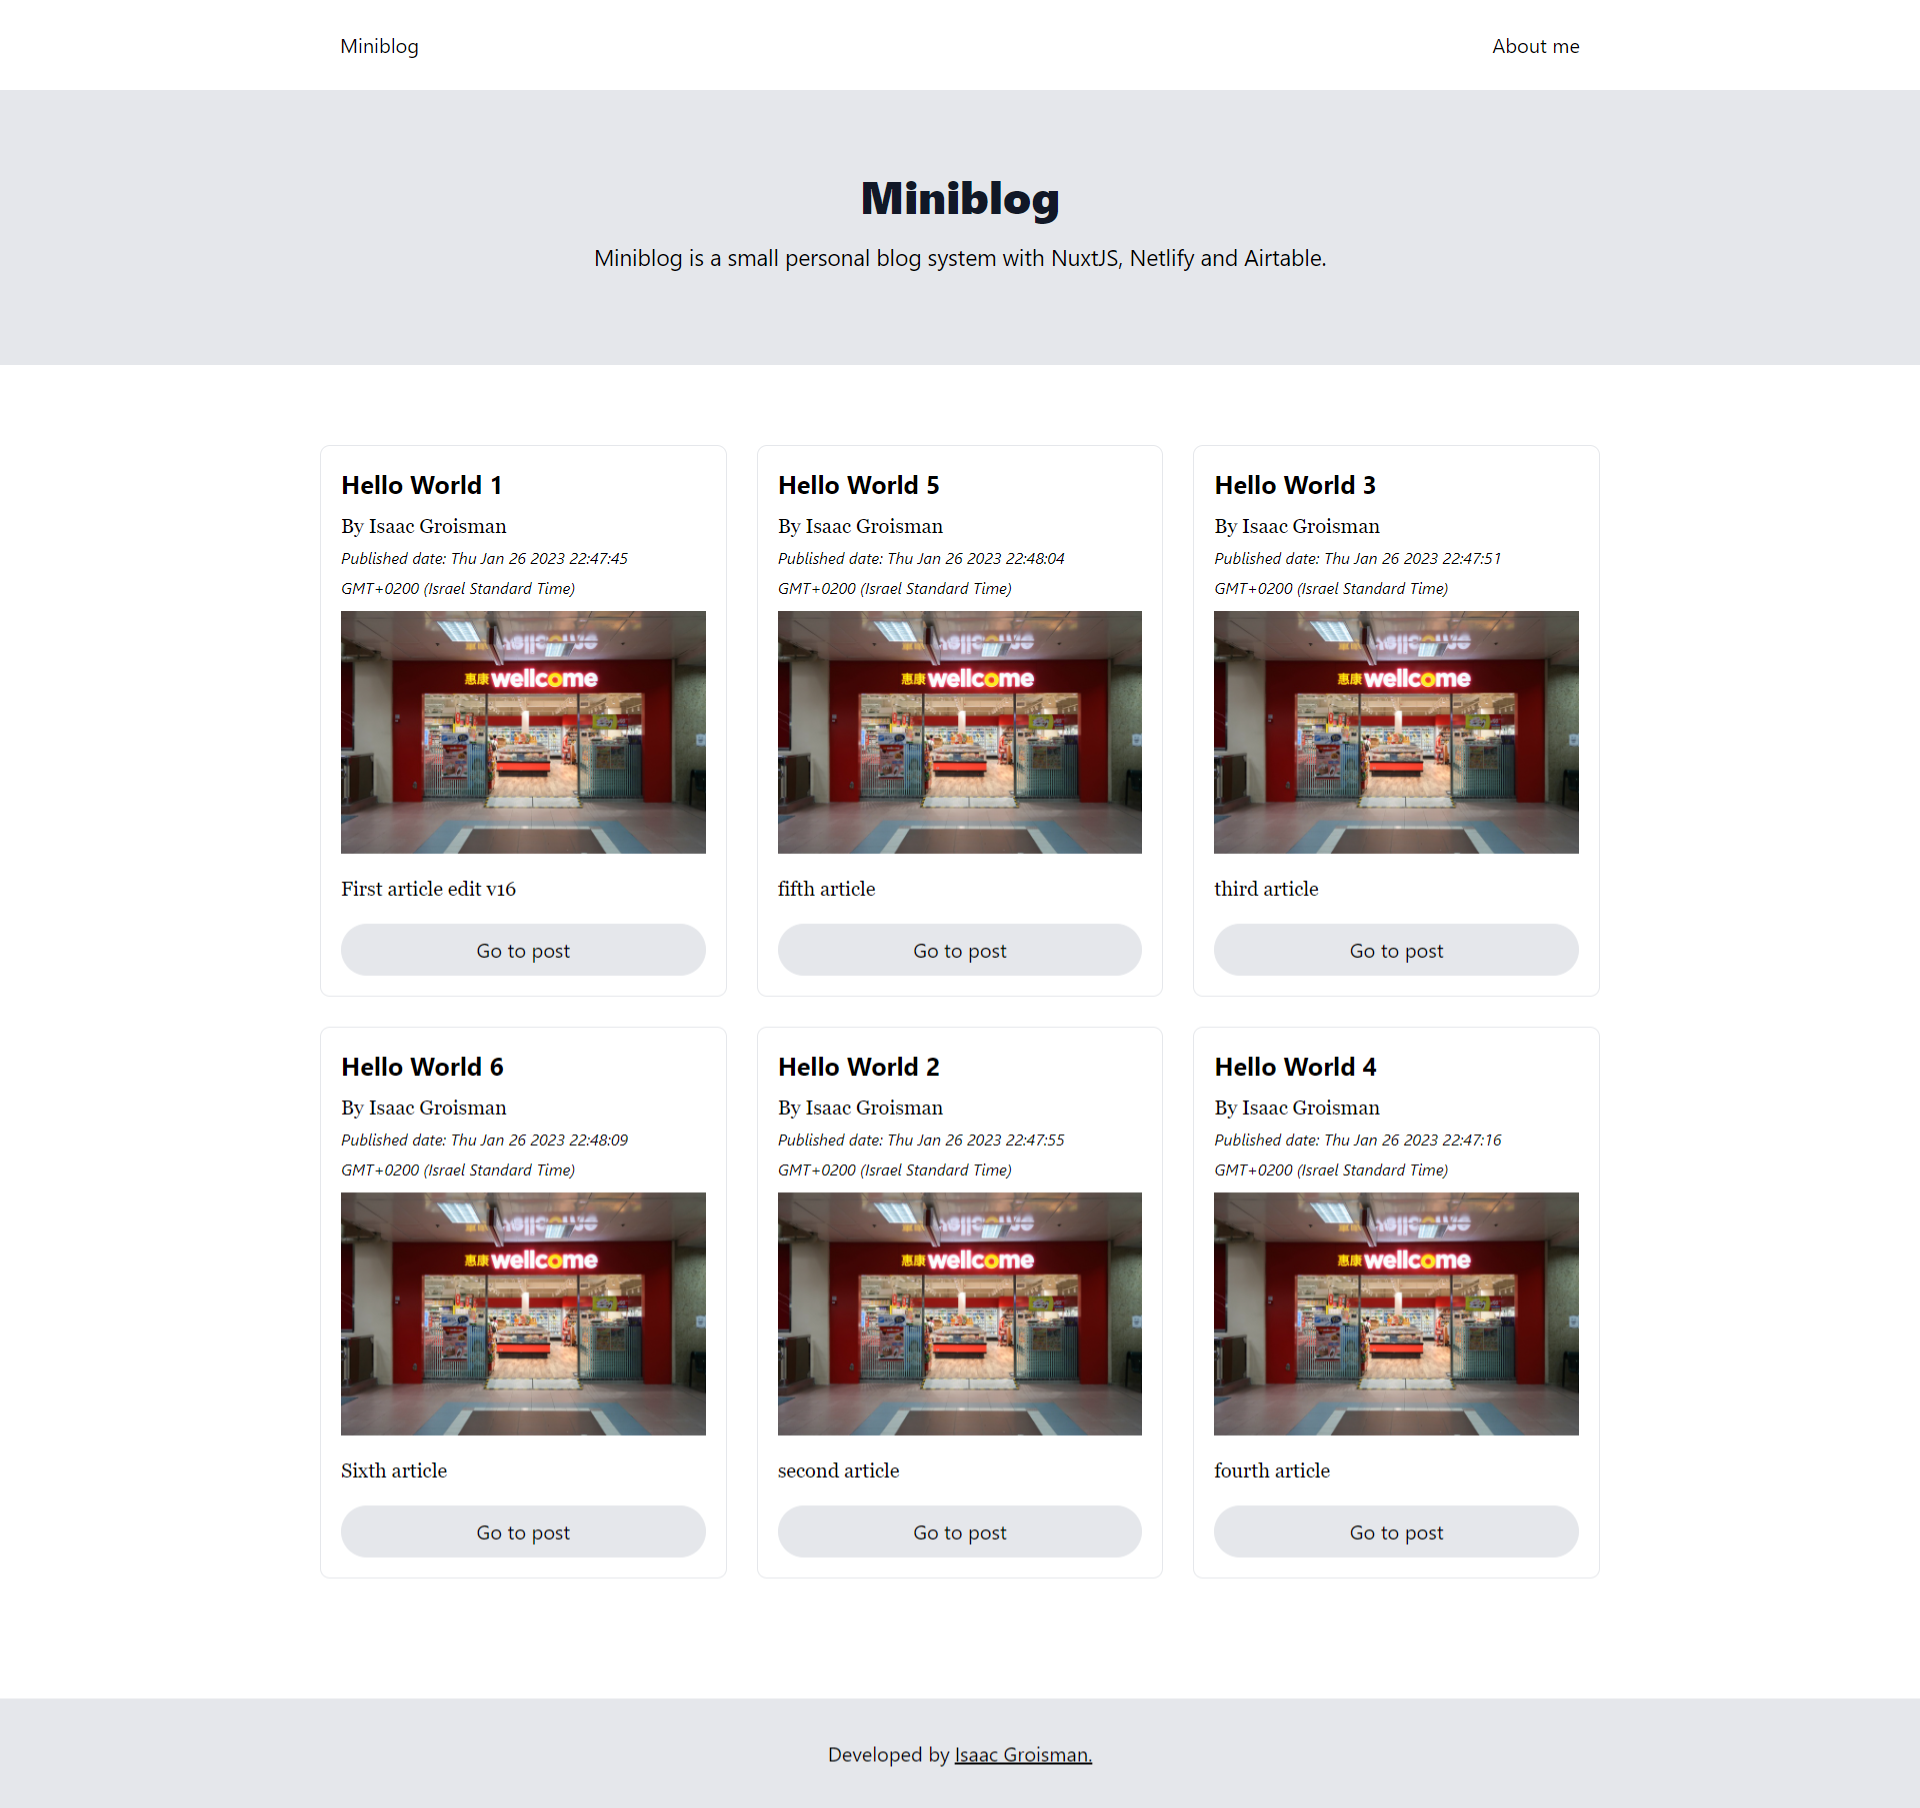 Miniblog
About me
Miniblog
Miniblog is a small personal blog system with NuxtJS, Netlify and Airtable.
Hello World 1
By Isaac Groisman
Published date: Thu Jan 26 2023 22:47:45
GMT+0200 (Israel Standard Time)
惠康 wellcome
First article edit v16
Go to post
Hello World 5
By Isaac Groisman
Published date: Thu Jan 26 2023 22:48:04
GMT+0200 (Israel Standard Time)
惠康 wellcome
fifth article
Go to post
Hello World 3
By Isaac Groisman
Published date: Thu Jan 26 2023 22:47:51
GMT+0200 (Israel Standard Time)
惠康 wellcome
third article
Go to post
Hello World 6
By Isaac Groisman
Published date: Thu Jan 26 2023 22:48:09
GMT+0200 (Israel Standard Time)
惠康 wellcome
Sixth article
Go to post
Hello World 2
By Isaac Groisman
Published date: Thu Jan 26 2023 22:47:55
GMT+0200 (Israel Standard Time)
惠康 wellcome
second article
Go to post
Hello World 4
By Isaac Groisman
Published date: Thu Jan 26 2023 22:47:16
GMT+0200 (Israel Standard Time)
惠康 wellcome
fourth article
Go to post
Developed by Isaac Groisman.